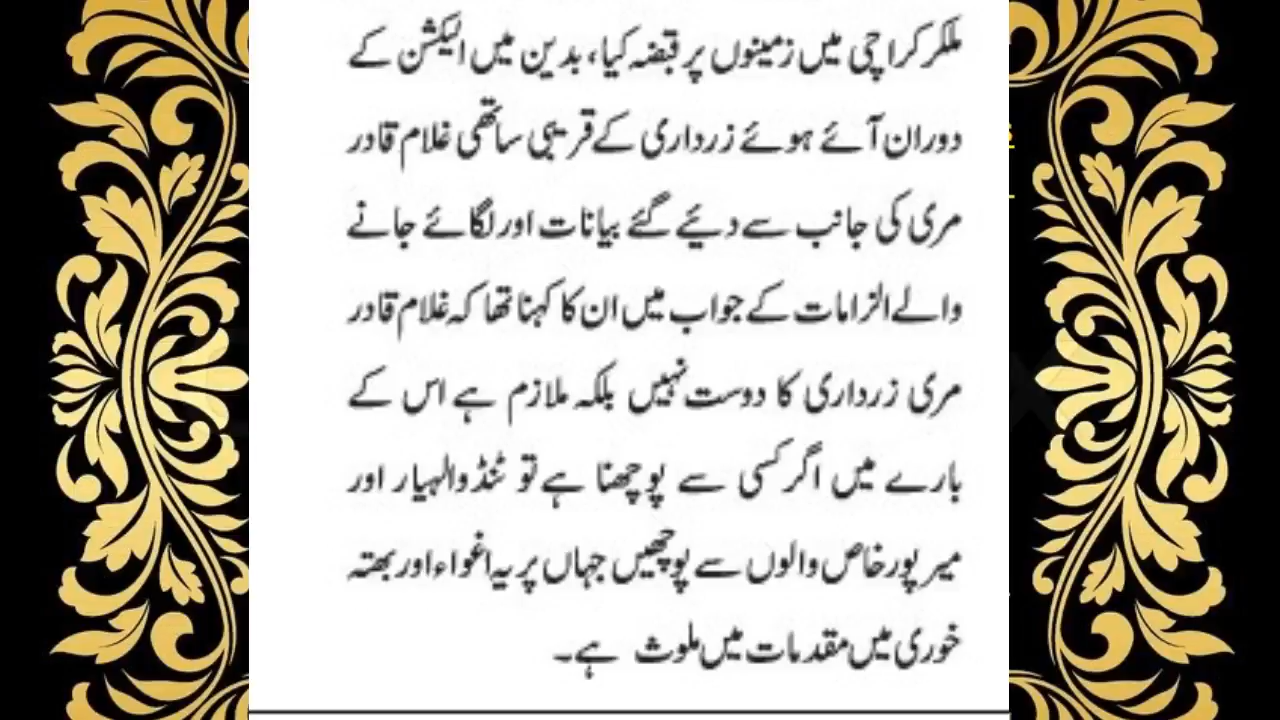 ملکر کراچی میں زمینوں پر قبضہ کیا، بدین میں الیکشن کے
دوران آئے ہوئے زرداری کے قریبی ساتھی غلام قادر
مری کی جانب سے دئیے گئے بیانات اور لگائے جانے
والے الزامات کے جواب میں ان کا کہنا تھا کہ غلام قادر
مری زرداری کا دوست نہیں بلکہ ملازم ہے اس کے
بارے میں اگر کسی سے پوچھنا ہے تو ٹنڈوالہیار اور
میرپورخاص والوں سے پوچھیں جہاں پر یہ اغواء اور بھتہ
خوری میں مقدمات میں ملوث ہے۔